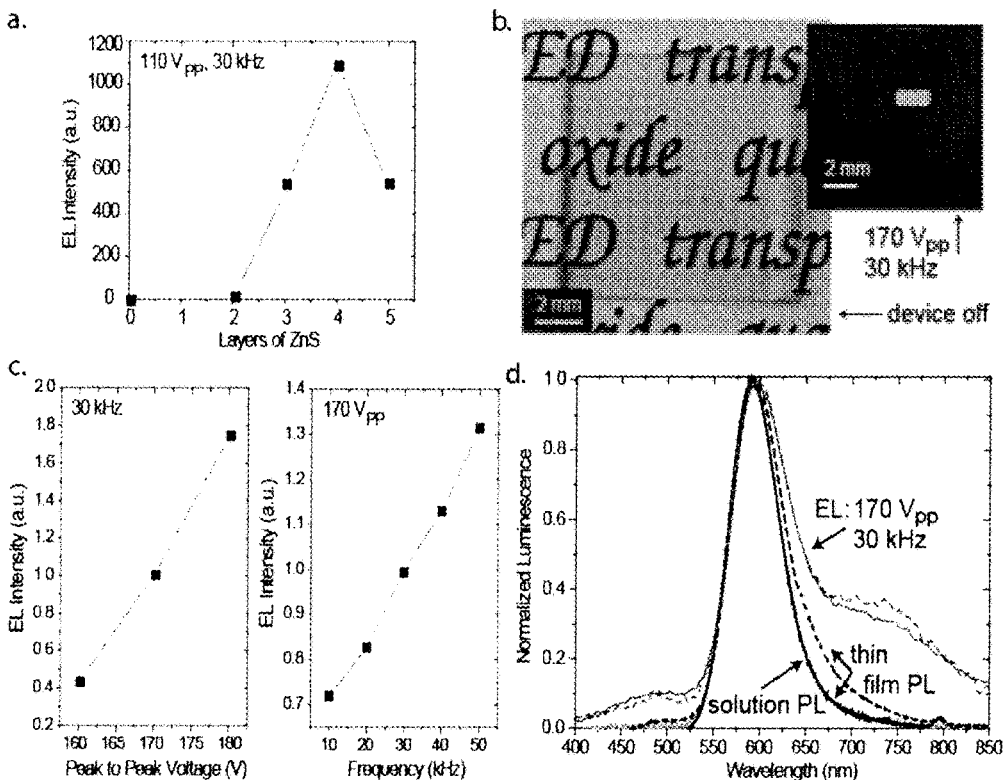 a.
1200
1000
800
600
400
200
0
110 Vpp, 30 kHz
EL Intensity (a.u.)
0 1 2 3 4 5
Layers of ZnS
b.
ED transp
oxide qu
ED transp
oxide qua
2 mm
2 mm
170 Vpp
30 kHz
device off
c.
2.0
1.8
1.6
1.4
1.2
1.0
0.8
0.6
0.4
0.2
30 kHz
EL Intensity (a.u.)
160 170 180
Peak to Peak Voltage (V)
1.4
1.3
1.2
1.1
1.0
0.9
0.8
0.7
170 Vpp
EL Intensity (a.u.)
10 20 30 40 50
Frequency (kHz)
d.
1.0
0.8
0.6
0.4
0.2
0.0
Normalized Luminescence
EL: 170 Vpp
30 kHz
thin
film PL
solution PL
400 450 500 550 600 650 700 750 800 850
Wavelength (nm)